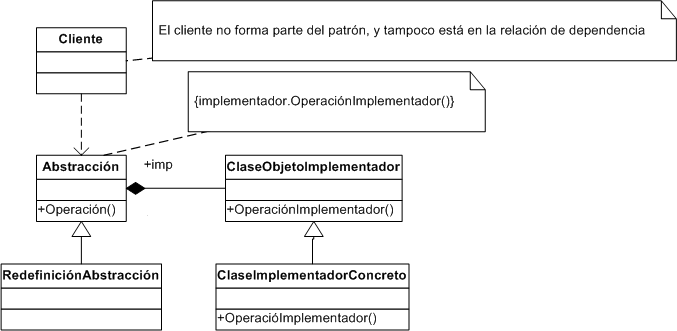 Cliente
El cliente no forma parte del patrón, y tampoco está en la relación de dependencia
{implementador.OperaciónImplementador()}
Abstracción
+imp
ClaseObjetoImplementador
+Operación()
+OperaciónImplementador()
RedefiniciónAbstracción
ClaseImplementadorConcreto
+OperacióImplementador()